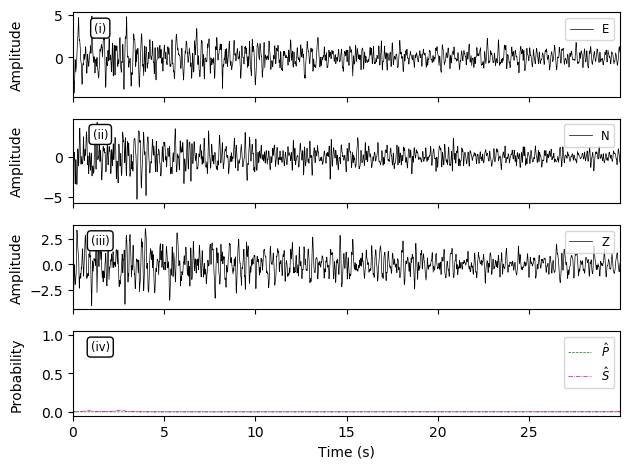 5
0
Amplitude
(i)
E
0
−5
Amplitude
(ii)
N
2.5
0.0
−2.5
Amplitude
(iii)
Z
1.0
0.5
0.0
Probability
(iv)
P̂
Ŝ
0 5 10 15 20 25
Time (s)